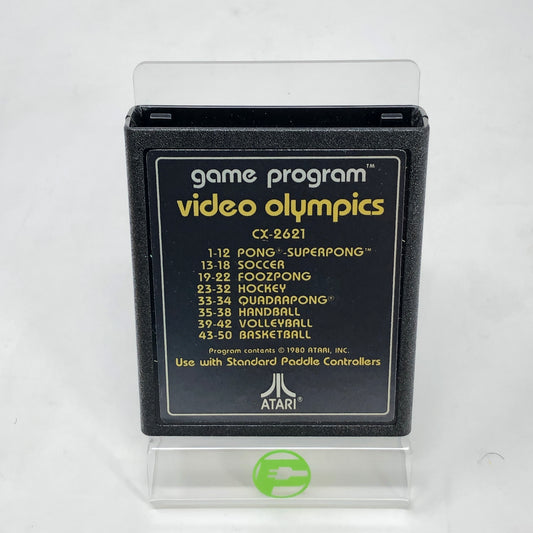 game program™
video olympics
CX-2621
1-12 PONG®-SUPERPONG™
13-18 SOCCER
19-22 FOOZPONG
23-32 HOCKEY
33-34 QUADRAPONG®
35-38 HANDBALL
39-42 VOLLEYBALL
43-50 BASKETBALL
Program contents © 1980 ATARI, INC.
Use with Standard Paddle Controllers
ATARI®